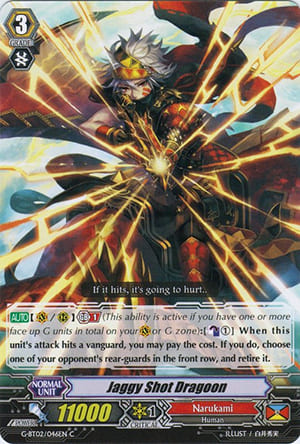 3
GRADE
If it hits, it's going to hurt..
AUTO [ / ] 1 (This ability is active if you have one or more
face up G units in total on your or G zone):[ 1] When this
unit's attack hits a vanguard, you may pay the cost. If you do, choose
one of your opponent's rear-guards in the front row, and retire it.
NORMAL
UNIT
Jaggy Shot Dragoon
POWER
11000
1
CRITICAL
Narukami
Human
G-BT02/046EN C
ILLUST / 白井秀実